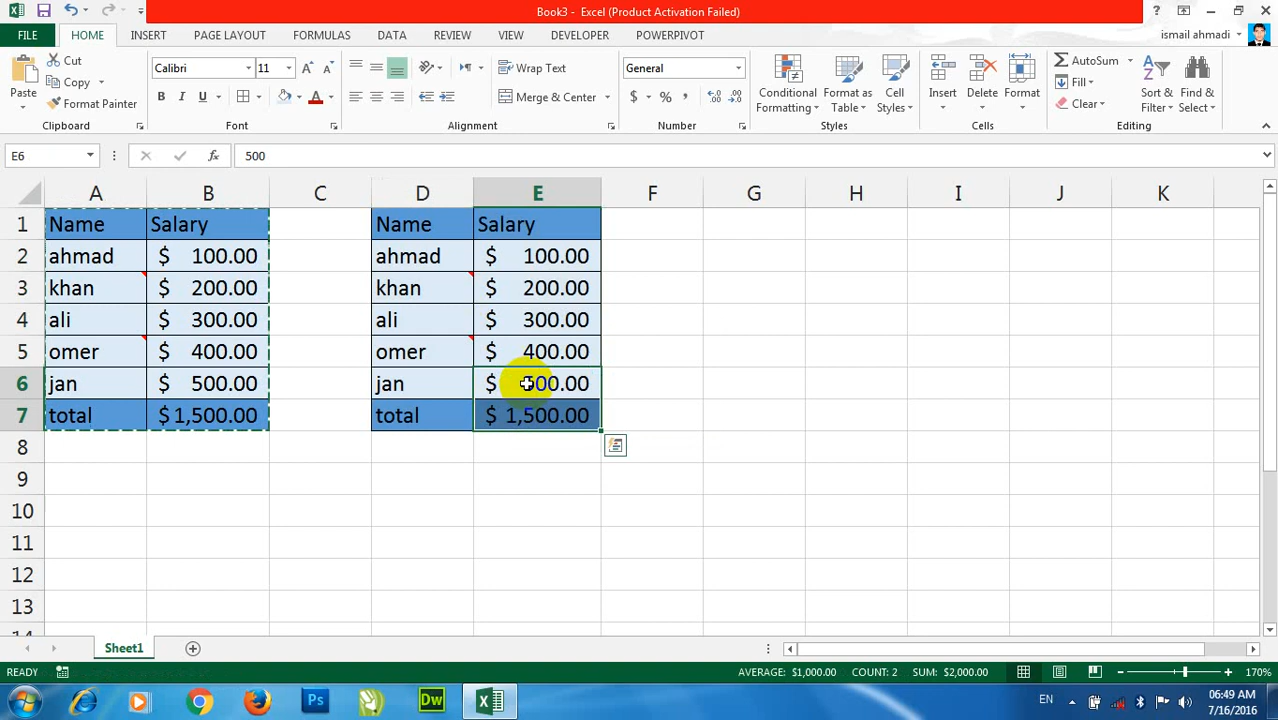 Book3 - Excel (Product Activation Failed)
FILE HOME INSERT PAGE LAYOUT FORMULAS DATA REVIEW VIEW DEVELOPER POWERPIVOT ismail ahmadi
Paste
Cut
Copy
Format Painter
Clipboard
Calibri 11
B I U
Font
Wrap Text
Merge & Center
Alignment
General
$ % ,
Number
Conditional Formatting
Format as Table
Cell Styles
Styles
Insert Delete Format
Cells
AutoSum
Fill
Clear
Sort & Filter
Find & Select
Editing
E6 fx 500
A B C D E F G H I J K
1 Name Salary Name Salary
2 ahmad $ 100.00 ahmad $ 100.00
3 khan $ 200.00 khan $ 200.00
4 ali $ 300.00 ali $ 300.00
5 omer $ 400.00 omer $ 400.00
6 jan $ 500.00 jan $ 500.00
7 total $ 1,500.00 total $ 1,500.00
8
9
10
11
12
13
14
Sheet1
READY AVERAGE: $1,000.00 COUNT: 2 SUM: $2,000.00 170%
Ps Dw EN 06:49 AM
7/16/2016